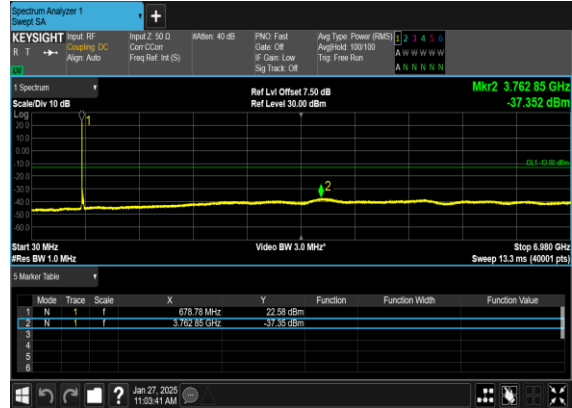 Spectrum Analyzer 1
Swept SA
+
KEYSIGHT Input: RF Input Z: 50 Ω #Atten: 40 dB PNO: Fast Avg Type: Power (RMS) 1 2 3 4 5 6
R T Coupling: DC Corr CCorr Gate: Off Avg|Hold: 100/100 A W W W W W
Align: Auto Freq Ref: Int (S) IF Gain: Low Trig: Free Run
Sig Track: Off A N N N N N
1 Spectrum Ref Lvl Offset 7.50 dB Mkr2 3.762 85 GHz
Scale/Div 10 dB Ref Level 30.00 dBm -37.352 dBm
Log
20.0
10.0
0.00
-10.0
-20.0
-30.0
-40.0
-50.0
-60.0
1
DL1 -13.00 dBm
2
Start 30 MHz Video BW 3.0 MHz* Stop 6.980 GHz
#Res BW 1.0 MHz Sweep 13.3 ms (40001 pts)
5 Marker Table
Mode Trace Scale X Y Function Function Width Function Value
1 N 1 f 678.78 MHz 22.58 dBm
2 N 1 f 3.762 85 GHz -37.35 dBm
3
4
5
6
? Jan 27, 2025
11:03:41 AM